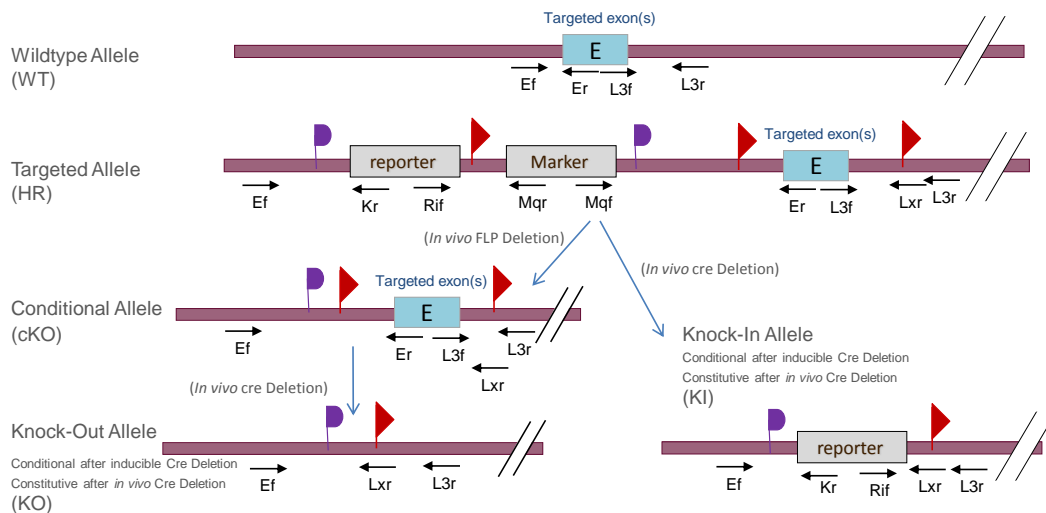 Targeted exon(s)
Wildtype Allele
(WT)
E
Ef
Er
L3f
L3r
Targeted exon(s)
Targeted Allele
(HR)
reporter
Marker
E
Ef
Kr
Rif
Mqr
Mqf
Er
L3f
Lxr
L3r
(In vivo FLP Deletion)
(In vivo cre Deletion)
Targeted exon(s)
Conditional Allele
(cKO)
E
Ef
Er
L3f
L3r
Lxr
Knock-In Allele
Conditional after inducible Cre Deletion
Constitutive after in vivo Cre Deletion
(KI)
(In vivo cre Deletion)
Knock-Out Allele
Conditional after inducible Cre Deletion
Constitutive after in vivo Cre Deletion
(KO)
Ef
Lxr
L3r
reporter
Ef
Kr
Rif
Lxr
L3r